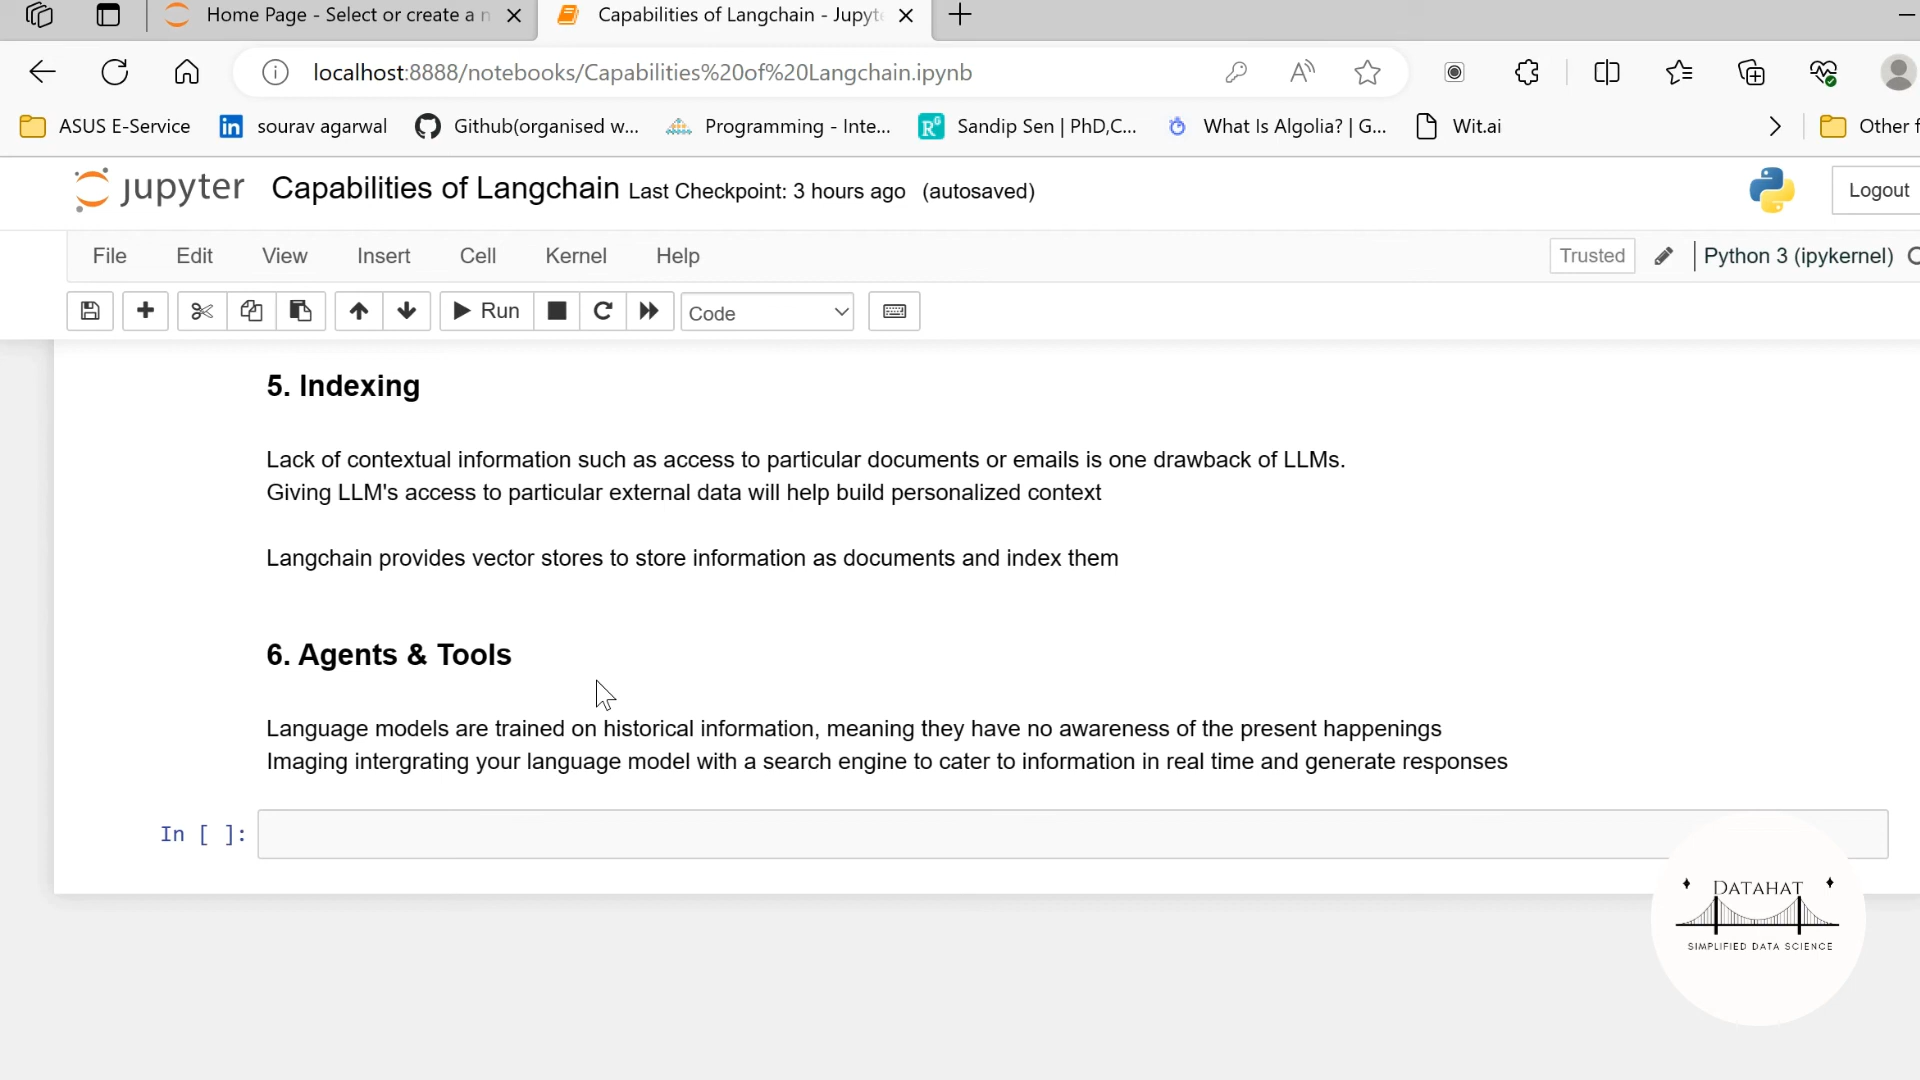 Home Page - Select or create a n
Capabilities of Langchain - Jupyte
localhost:8888/notebooks/Capabilities%20of%20Langchain.ipynb
ASUS E-Service
sourav agarwal
Github(organised w...
Programming - Inte...
Sandip Sen | PhD,C...
What Is Algolia? | G...
Wit.ai
Other f
jupyter Capabilities of Langchain Last Checkpoint: 3 hours ago (autosaved)
Logout
File Edit View Insert Cell Kernel Help
Trusted
Python 3 (ipykernel)
Run
Code
5. Indexing
Lack of contextual information such as access to particular documents or emails is one drawback of LLMs.
Giving LLM's access to particular external data will help build personalized context
Langchain provides vector stores to store information as documents and index them
6. Agents & Tools
Language models are trained on historical information, meaning they have no awareness of the present happenings
Imaging intergrating your language model with a search engine to cater to information in real time and generate responses
In [ ]:
DATAHAT
SIMPLIFIED DATA SCIENCE